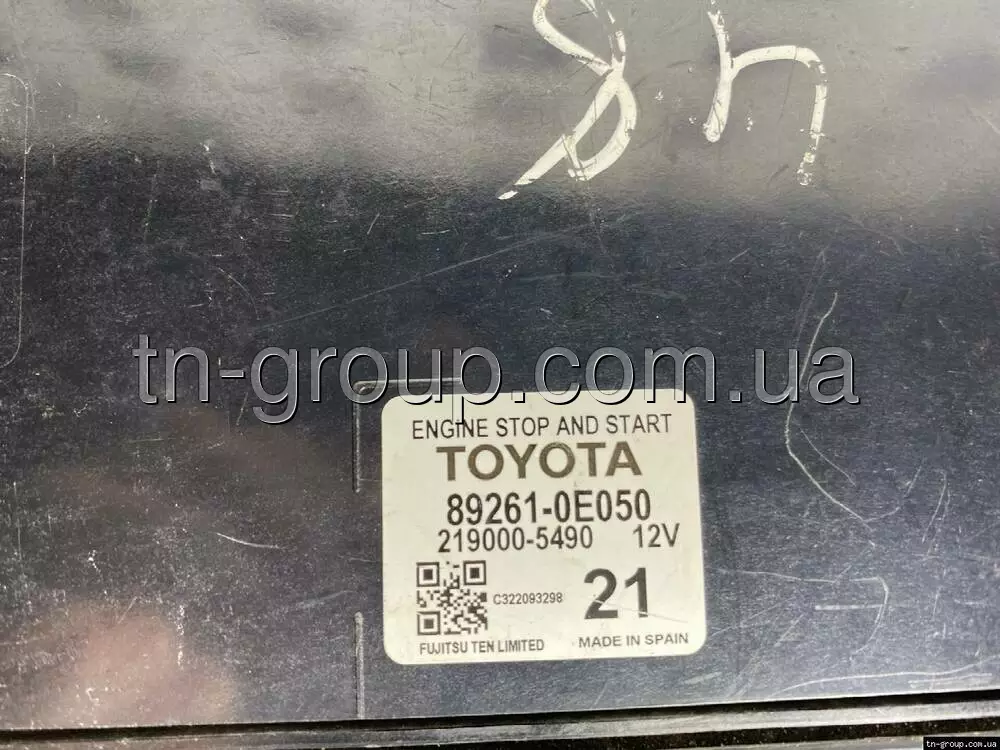 tn-group.com.ua
ENGINE STOP AND START
TOYOTA
89261-0E050
219000-5490 12V
C322093298
21
FUJITSU TEN LIMITED
MADE IN SPAIN
tn-group.com.ua